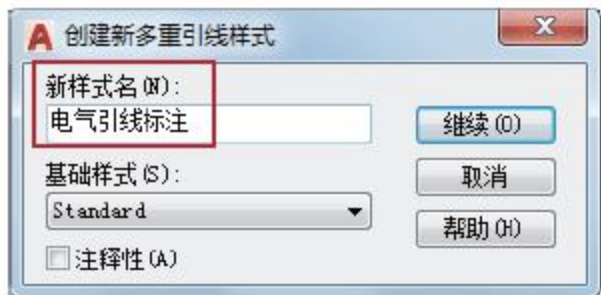 创建新多重引线样式
新样式名(N):
电气引线标注
继续(O)
基础样式(S):
取消
Standard
帮助(H)
注释性(A)